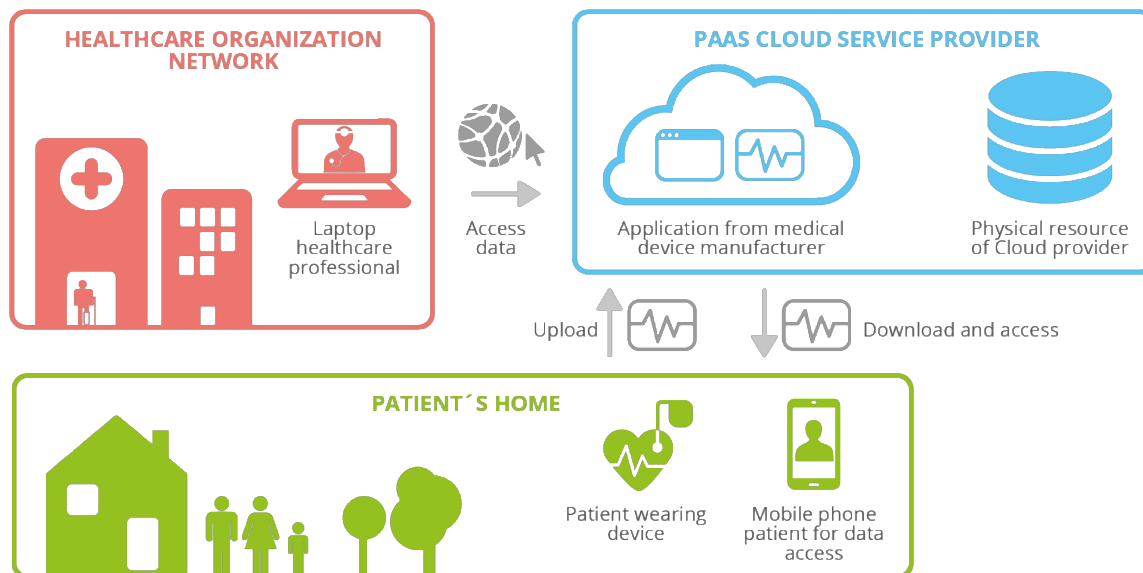 HEALTHCARE ORGANIZATION
NETWORK
Laptop
healthcare
professional
Access
data
PAAS CLOUD SERVICE PROVIDER
Application from medical
device manufacturer
Physical resource
of Cloud provider
Upload
Download and access
PATIENT´S HOME
Patient wearing
device
Mobile phone
patient for data
access